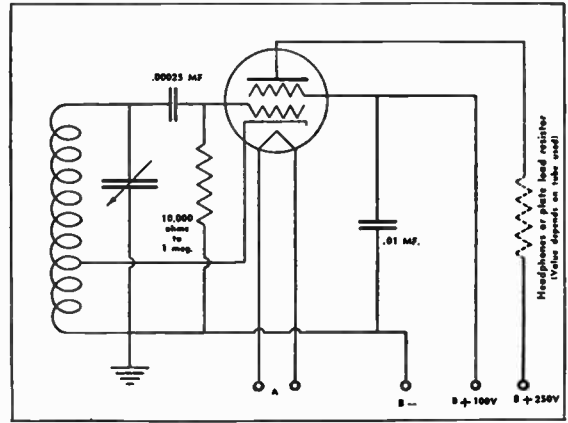 .00025 MF
10,000
ohms
to
1 meg.
.01 MF.
Headphones or plate load resistor
(Value depends on tube used)
A
B—
B + 100V
B + 250V